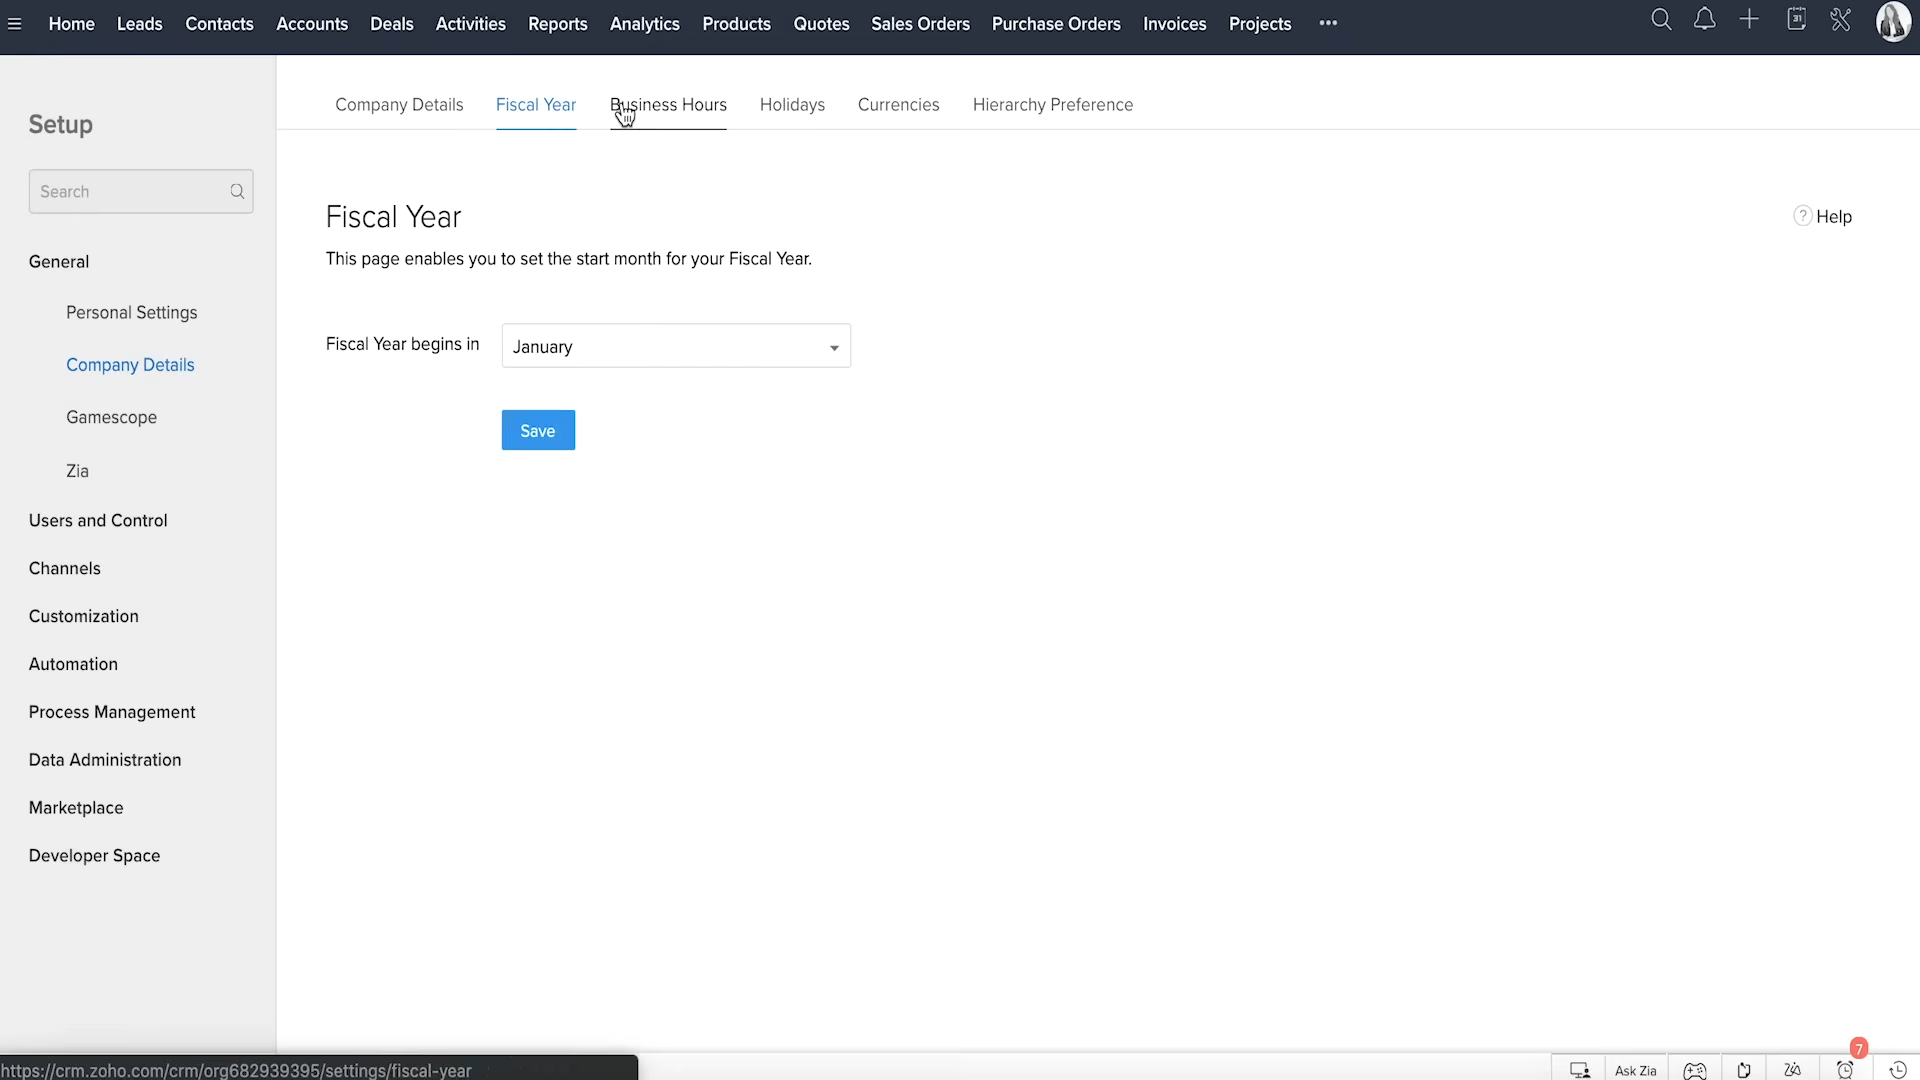 Home Leads Contacts Accounts Deals Activities Reports Analytics Products Quotes Sales Orders Purchase Orders Invoices Projects •••
31
Setup
Search
General
Personal Settings
Company Details
Gamescope
Zia
Users and Control
Channels
Customization
Automation
Process Management
Data Administration
Marketplace
Developer Space
Company Details Fiscal Year Business Hours Holidays Currencies Hierarchy Preference
Fiscal Year
? Help
This page enables you to set the start month for your Fiscal Year.
Fiscal Year begins in January
Save
https://crm.zoho.com/crm/org682939395/settings/fiscal-year
Ask Zia
7